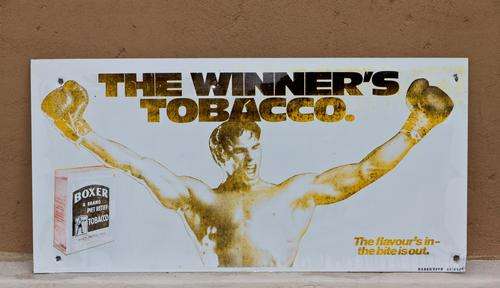 THE WINNER'S
TOBACCO.
BOXER
BRAND
TOBACCO
The flavour's in–
the bite is out.